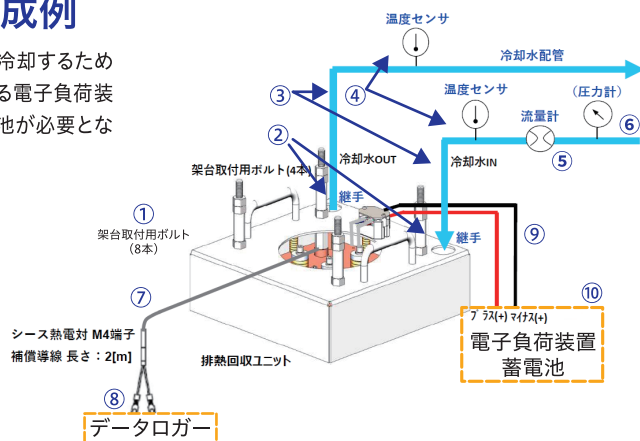 成例
冷却するため
る電子負荷装
池が必要とな
温度センサ
冷却水配管
③
④
温度センサ
(圧力計)
流量計
⑥
②
⑤
冷却水OUT
冷却水IN
架台取付用ボルト(4本)
継手
①
架台取付用ボルト
(8本)
継手
⑨
⑦
⑩
プラス(+) マイナス(+)
電子負荷装置
蓄電池
シース熱電対 M4端子
補償導線 長さ:2[m]
排熱回収ユニット
⑧
データロガー